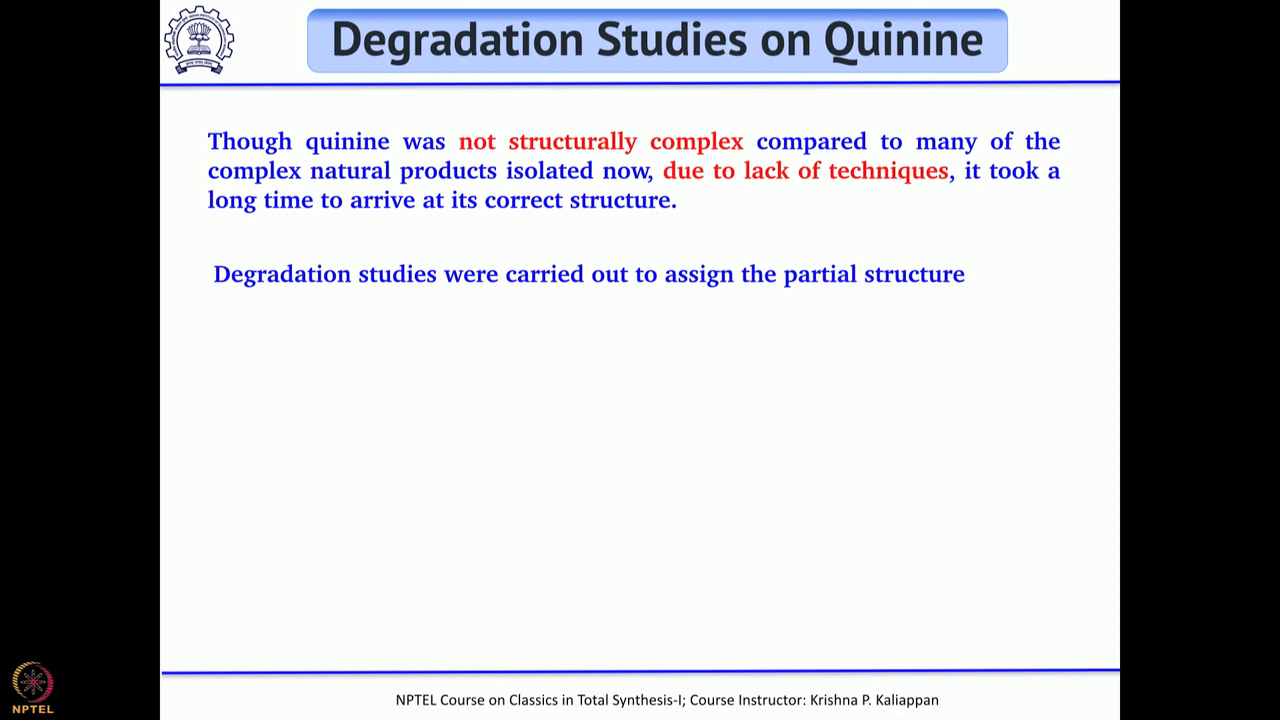 Degradation Studies on Quinine
Though quinine was not structurally complex compared to many of the
complex natural products isolated now, due to lack of techniques, it took a
long time to arrive at its correct structure.
Degradation studies were carried out to assign the partial structure
NPTEL
NPTEL Course on Classics in Total Synthesis-I; Course Instructor: Krishna P. Kaliappan